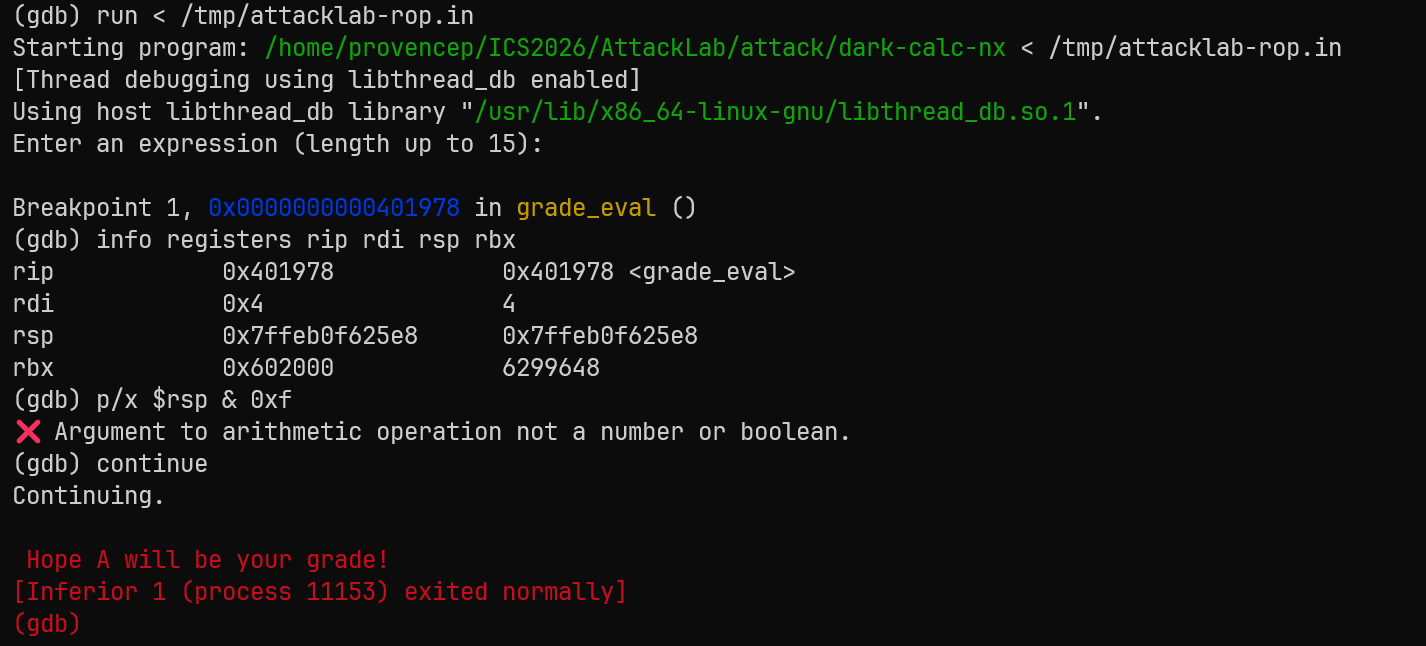 (gdb) run < /tmp/attacklab-rop.in
Starting program: /home/provencep/ICS2026/AttackLab/attack/dark-calc-nx < /tmp/attacklab-rop.in
[Thread debugging using libthread_db enabled]
Using host libthread_db library "/usr/lib/x86_64-linux-gnu/libthread_db.so.1".
Enter an expression (length up to 15):
Breakpoint 1, 0x0000000000401978 in grade_eval ()
(gdb) info registers rip rdi rsp rbx
rip            0x401978            0x401978 <grade_eval>
rdi            0x4                 4
rsp            0x7ffeb0f625e8      0x7ffeb0f625e8
rbx            0x602000            6299648
(gdb) p/x $rsp & 0xf
❌ Argument to arithmetic operation not a number or boolean.
(gdb) continue
Continuing.
Hope A will be your grade!
[Inferior 1 (process 11153) exited normally]
(gdb)